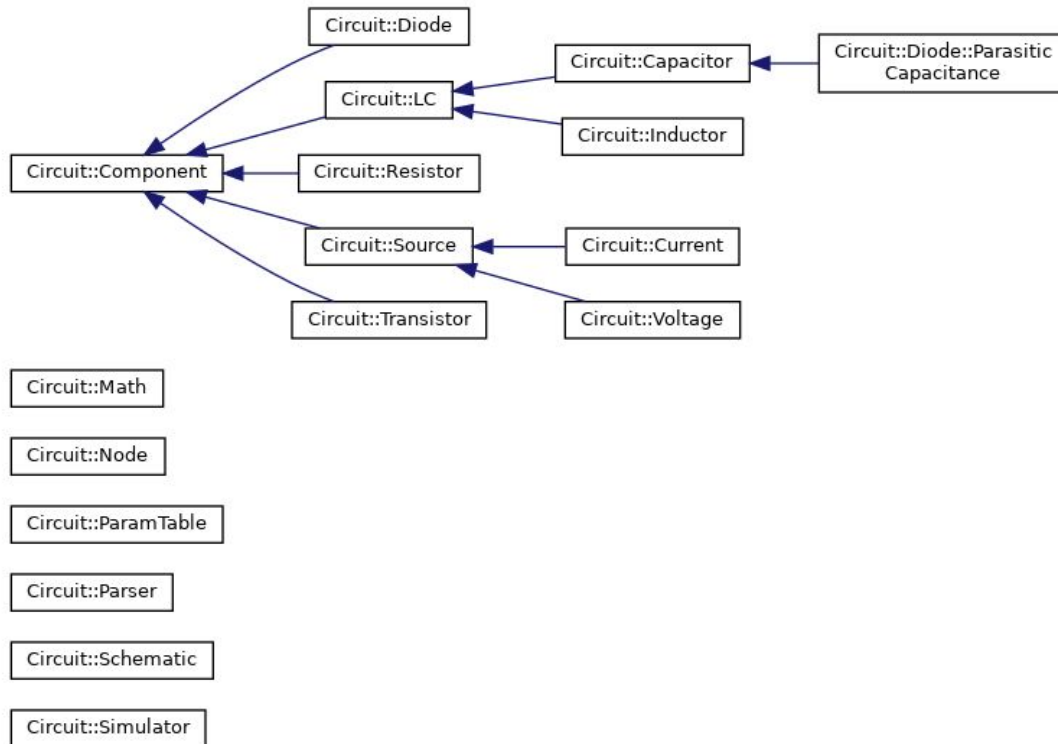 Circuit::Diode
Circuit::Capacitor
Circuit::Diode::Parasitic
Capacitance
Circuit::LC
Circuit::Inductor
Circuit::Component
Circuit::Resistor
Circuit::Source
Circuit::Current
Circuit::Transistor
Circuit::Voltage
Circuit::Math
Circuit::Node
Circuit::ParamTable
Circuit::Parser
Circuit::Schematic
Circuit::Simulator